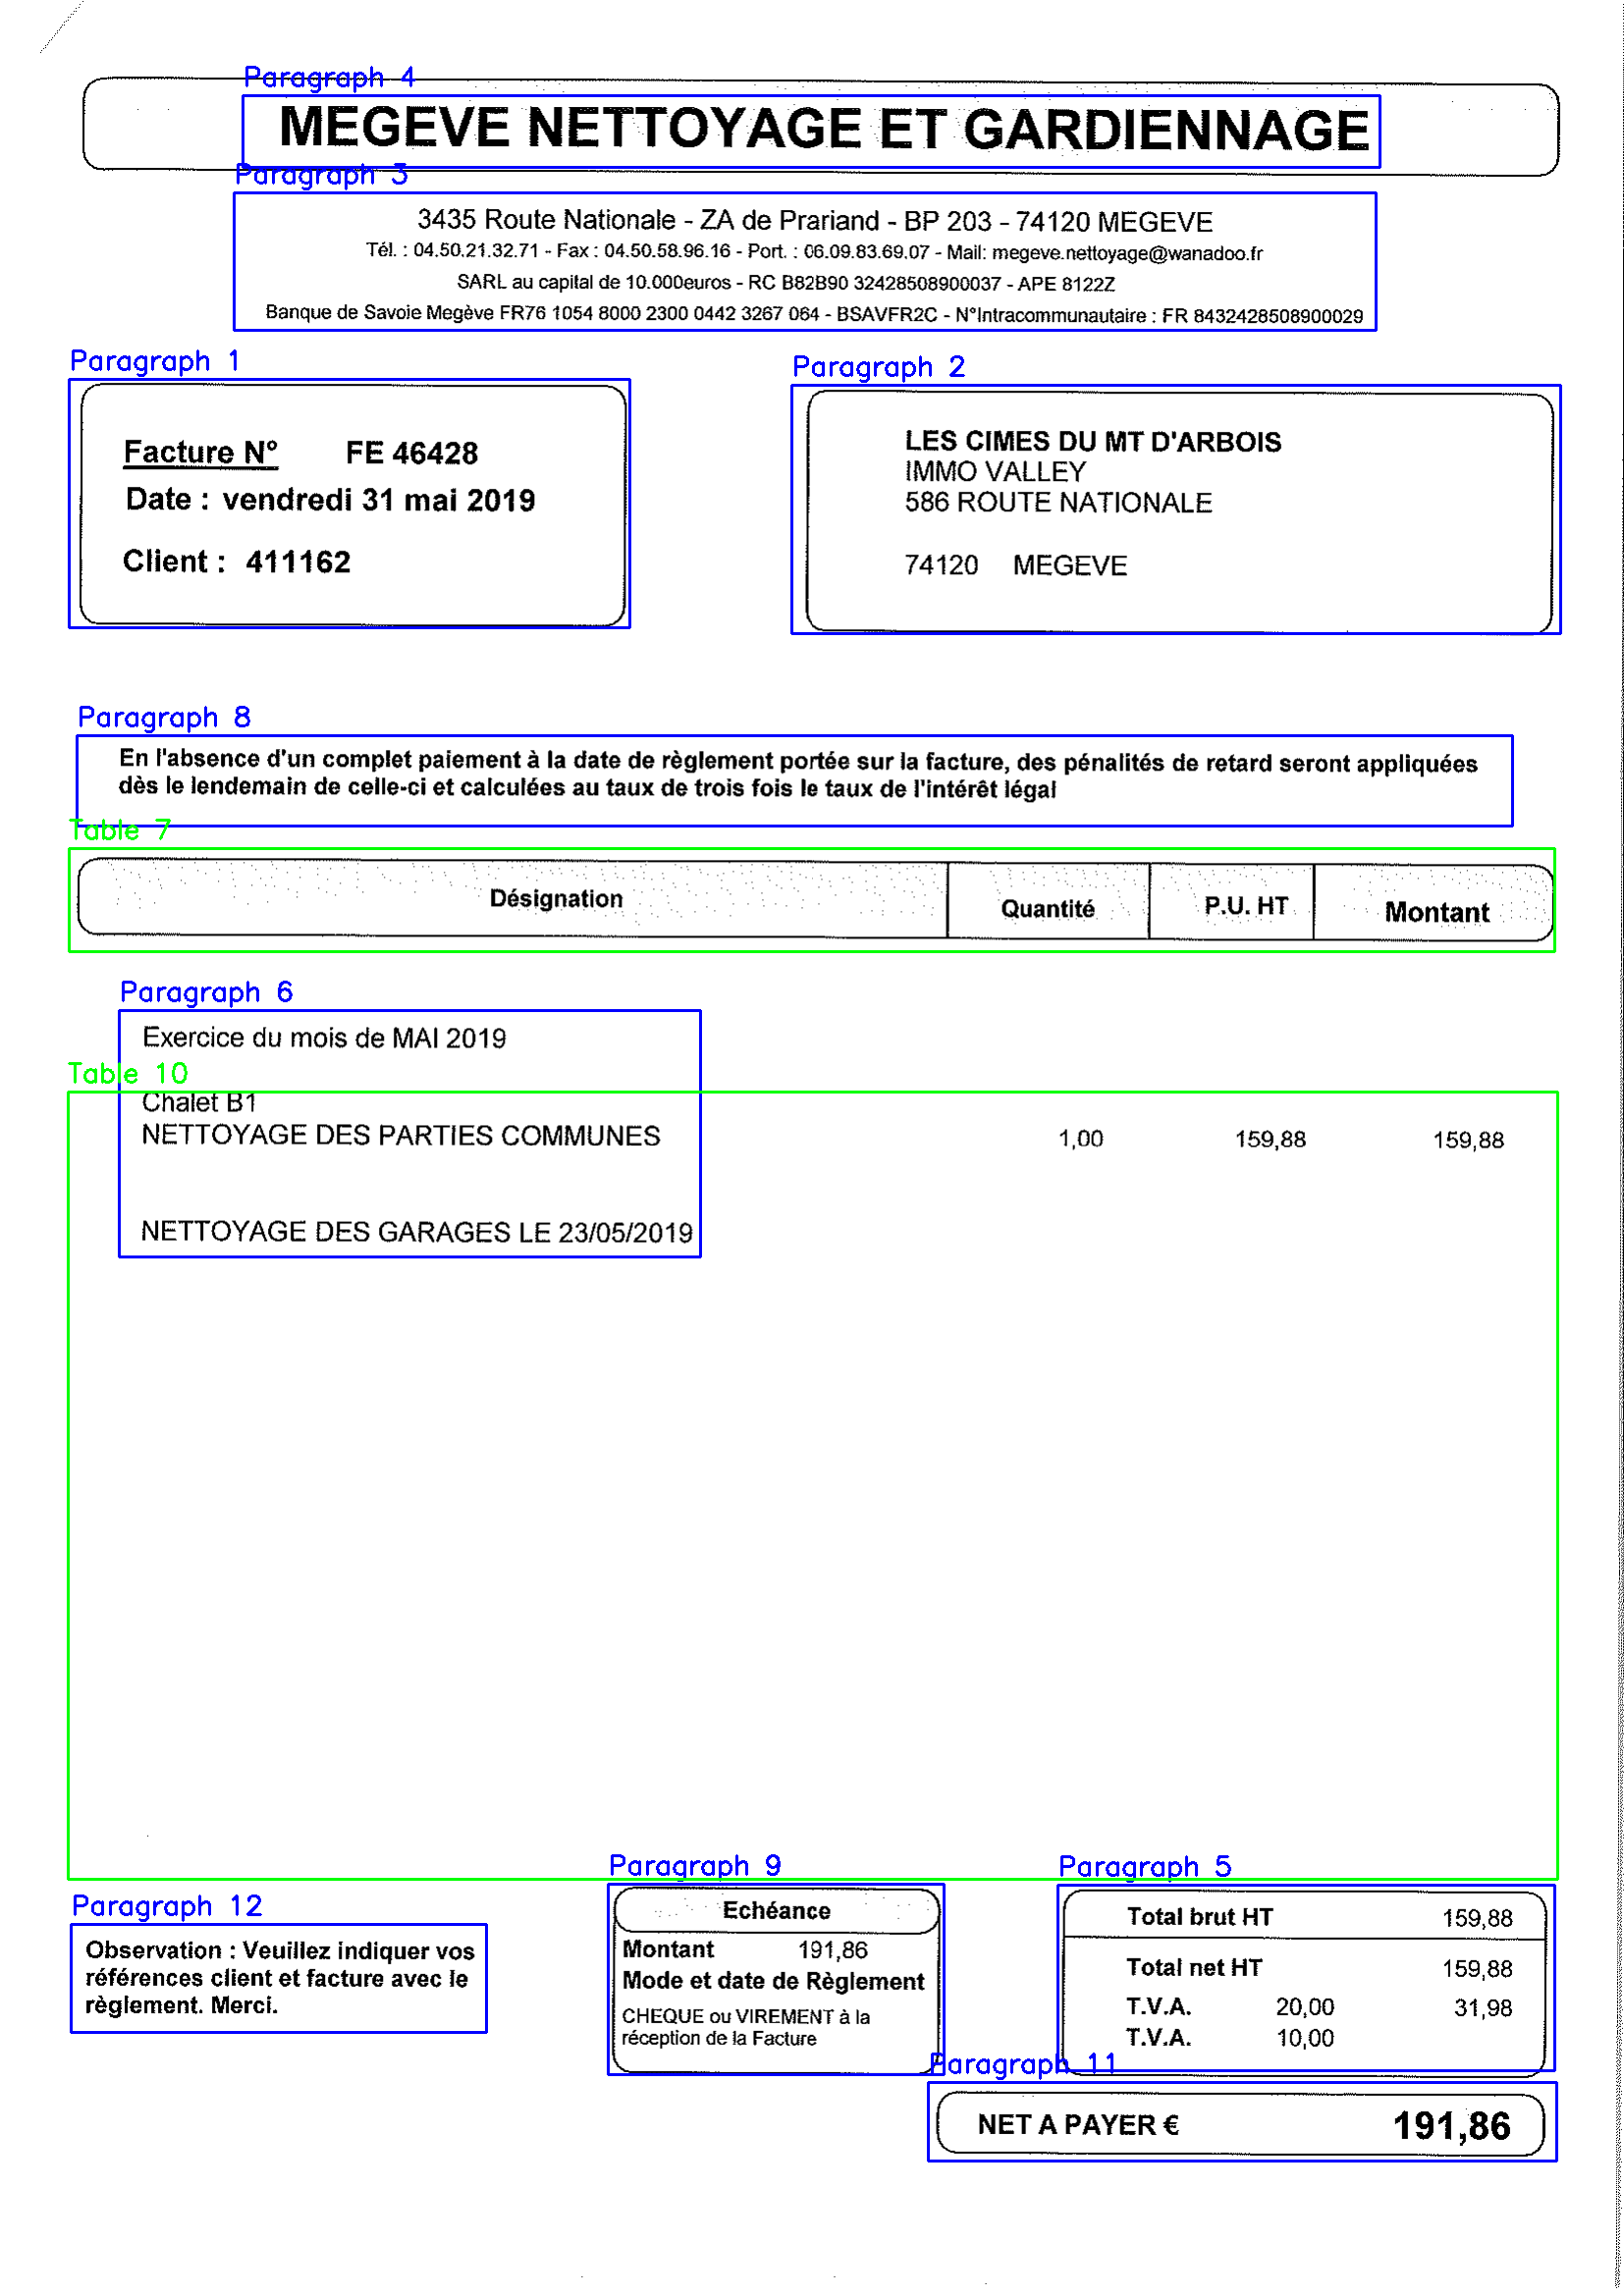 Paragraph 4
MEGEVE NETTOYAGE ET GARDIENNAGE
Paragraph 3
3435 Route Nationale - ZA de Prariand - BP 203 - 74120 MEGEVE
Tél. : 04.50.21.32.71 - Fax : 04.50.58.96.16 - Port. : 06.09.83.69.07 - Mail: megeve.nettoyage@wanadoo.fr
SARL au capital de 10.000euros - RC B82B90 32428508900037 - APE 8122Z
Banque de Savoie Megève FR76 1054 8000 2300 0442 3267 064 - BSAVFR2C - N°Intracommunautaire : FR 8432428508900029
Paragraph 1
Facture N° FE 46428
Date : vendredi 31 mai 2019
Client : 411162
Paragraph 2
LES CIMES DU MT D'ARBOIS
IMMO VALLEY
586 ROUTE NATIONALE
74120 MEGEVE
Paragraph 8
En l'absence d'un complet paiement à la date de règlement portée sur la facture, des pénalités de retard seront appliquées
dès le lendemain de celle-ci et calculées au taux de trois fois le taux de l'intérêt légal
Table 7
Désignation Quantité P.U. HT Montant
Paragraph 6
Exercice du mois de MAI 2019
Table 10
Chalet B1
NETTOYAGE DES PARTIES COMMUNES 1,00 159,88 159,88
NETTOYAGE DES GARAGES LE 23/05/2019
Paragraph 12
Observation : Veuillez indiquer vos
références client et facture avec le
règlement. Merci.
Paragraph 9
Echéance
Montant 191,86
Mode et date de Règlement
CHEQUE ou VIREMENT à la
réception de la Facture
Paragraph 5
Total brut HT 159,88
Total net HT 159,88
T.V.A. 20,00 31,98
T.V.A. 10,00
Paragraph 11
NET A PAYER € 191,86